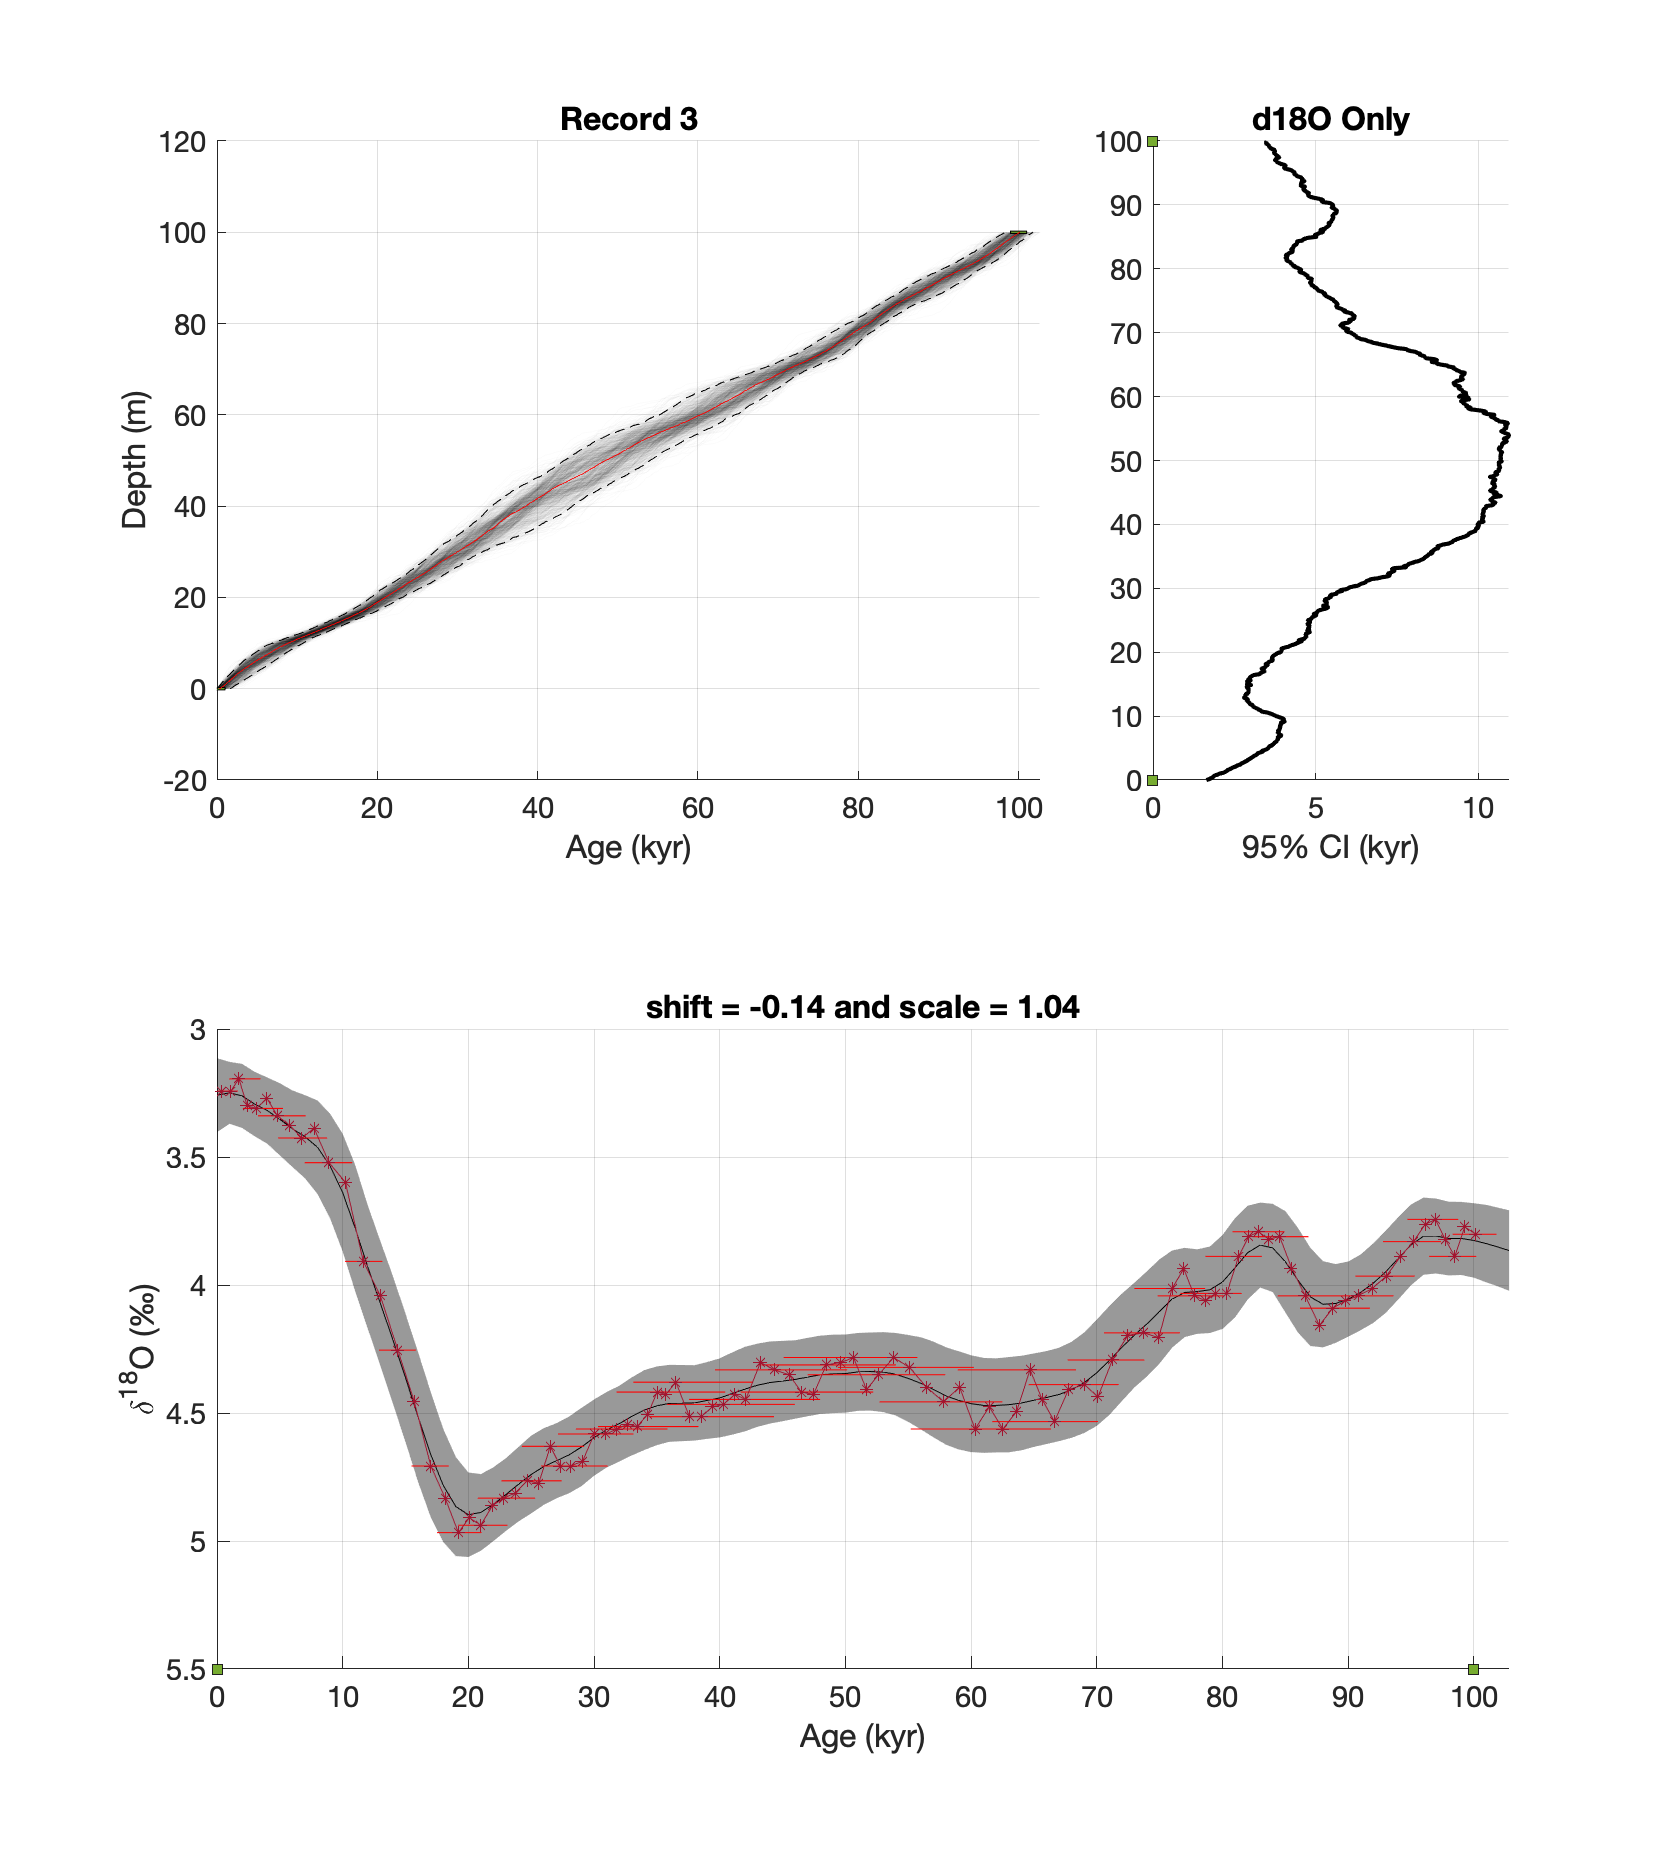 Record 3
120
100
80
60
40
20
0
-20
Depth (m)
0 20 40 60 80 100
Age (kyr)
d18O Only
100
90
80
70
60
50
40
30
20
10
0
0 5 10
95% CI (kyr)
shift = -0.14 and scale = 1.04
3
3.5
4
4.5
5
5.5
δ18O (‰)
0 10 20 30 40 50 60 70 80 90 100
Age (kyr)